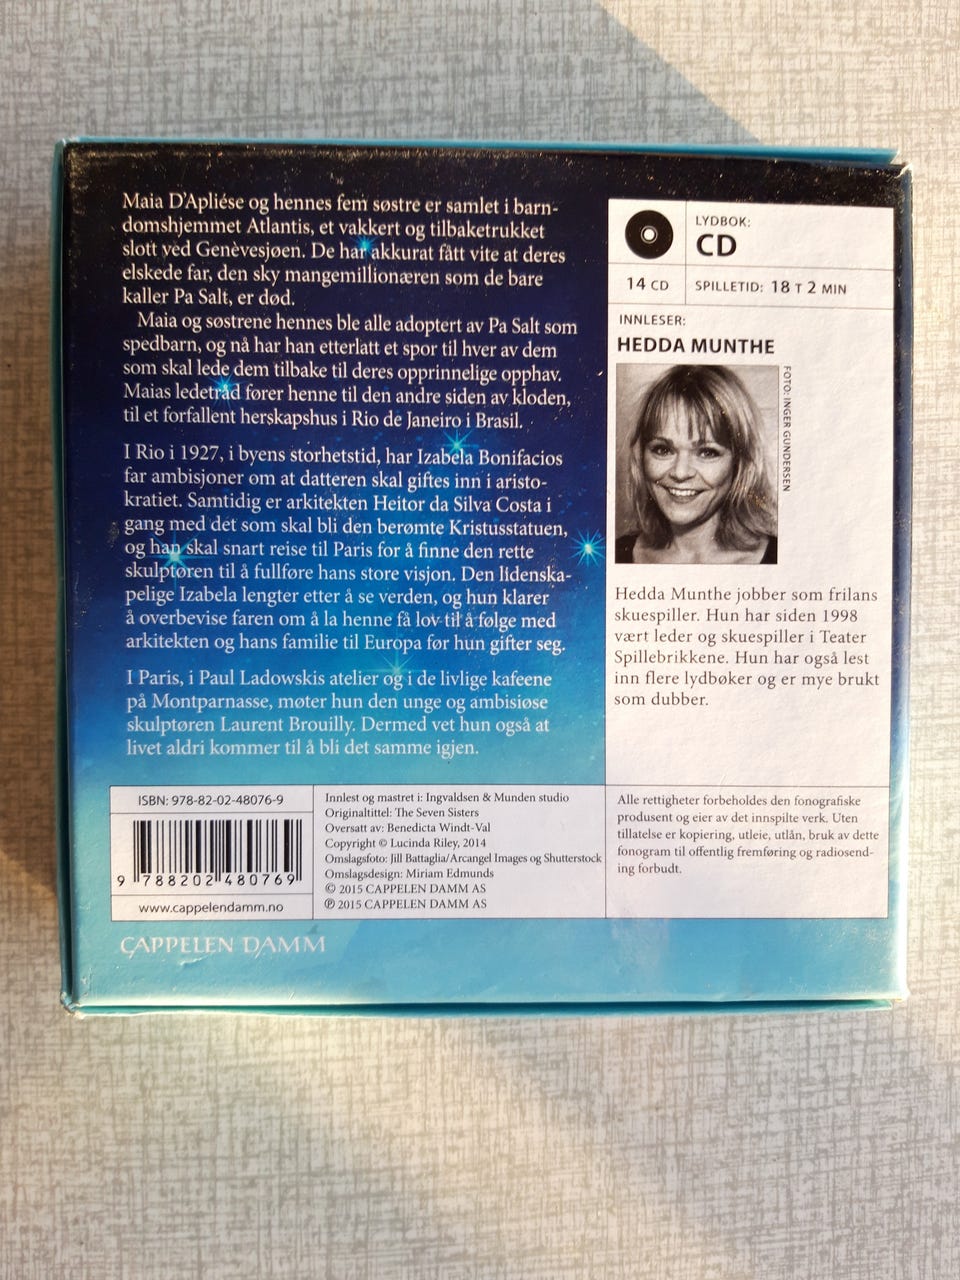 Maia D'Apliése og hennes fem søstre er samlet i barn-
domshjemmet Atlantis, et vakkert og tilbaketrukket
slott ved Genèvesjøen. De har akkurat fått vite at deres
elskede far, den sky mangemillionæren som de bare
kaller Pa Salt, er død.
Maia og søstrene hennes ble alle adoptert av Pa Salt som
spedbarn, og nå har han etterlatt et spor til hver av dem
som skal lede dem tilbake til deres opprinnelige opphav.
Maias ledetråd fører henne til den andre siden av kloden,
til et forfallent herskapshus i Rio de Janeiro i Brasil.
I Rio i 1927, i byens storhetstid, har Izabela Bonifacios
far ambisjoner om at datteren skal giftes inn i aristo-
kratiet. Samtidig er arkitekten Heitor da Silva Costa i
gang med det som skal bli den berømte Kristusstatuen,
og han skal snart reise til Paris for å finne den rette
skulptøren til å fullføre hans store visjon. Den lidenska-
pelige Izabela lengter etter å se verden, og hun klarer
å overbevise faren om å la henne få lov til å følge med
arkitekten og hans familie til Europa før hun gifter seg.
I Paris, i Paul Ladowskis atelier og i de livlige kafeene
på Montparnasse, møter hun den unge og ambisiøse
skulptøren Laurent Brouilly. Dermed vet hun også at
livet aldri kommer til å bli det samme igjen.
LYDBOK:
CD
14 CD
SPILLETID: 18 T 2 MIN
INNLESER:
HEDDA MUNTHE
FOTO: INGER GUNDERSEN
Hedda Munthe jobber som frilans
skuespiller. Hun har siden 1998
vært leder og skuespiller i Teater
Spillebrikkene. Hun har også lest
inn flere lydbøker og er mye brukt
som dubber.
ISBN: 978-82-02-48076-9
9 788202 480769
www.cappelendamm.no
Innlest og mastret i: Ingvaldsen & Munden studio
Originaltittel: The Seven Sisters
Oversatt av: Benedicta Windt-Val
Copyright © Lucinda Riley, 2014
Omslagsfoto: Jill Battaglia/Arcangel Images og Shutterstock
Omslagsdesign: Miriam Edmunds
© 2015 CAPPELEN DAMM AS
℗ 2015 CAPPELEN DAMM AS
Alle rettigheter forbeholdes den fonografiske
produsent og eier av det innspilte verk. Uten
tillatelse er kopiering, utleie, utlån, bruk av dette
fonogram til offentlig fremføring og radiosend-
ing forbudt.
CAPPELEN DAMM